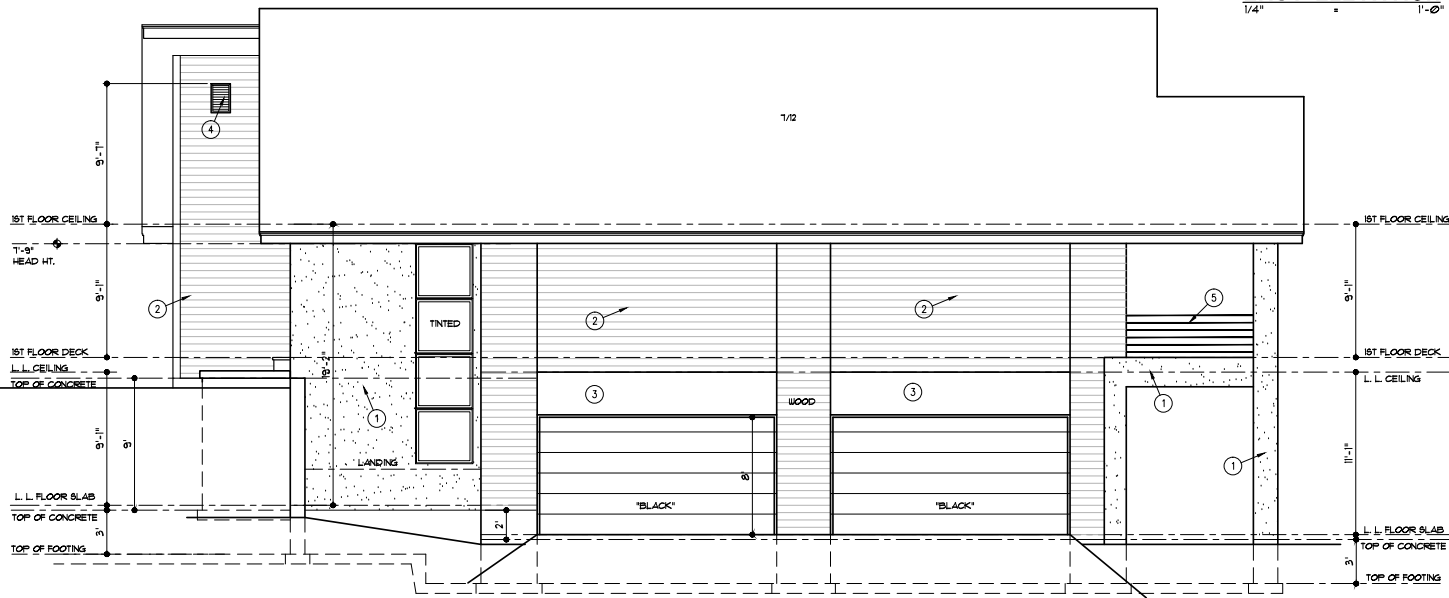 1/4" = 1'-0"
7/12
4
9'-7"
1ST FLOOR CEILING
1ST FLOOR CEILING
7'-9"
HEAD HT.
9'-1"
9'-1"
2
2
2
5
TINTED
1ST FLOOR DECK
1ST FLOOR DECK
L. L. CEILING
L. L. CEILING
TOP OF CONCRETE
19'-2"
3
3
WOOD
1
1
9'-1"
9'
11'-1"
LANDING
1
8'
L. L. FLOOR SLAB
"BLACK"
"BLACK"
TOP OF CONCRETE
2'
L. L. FLOOR SLAB
3'
TOP OF CONCRETE
TOP OF FOOTING
3'
TOP OF FOOTING